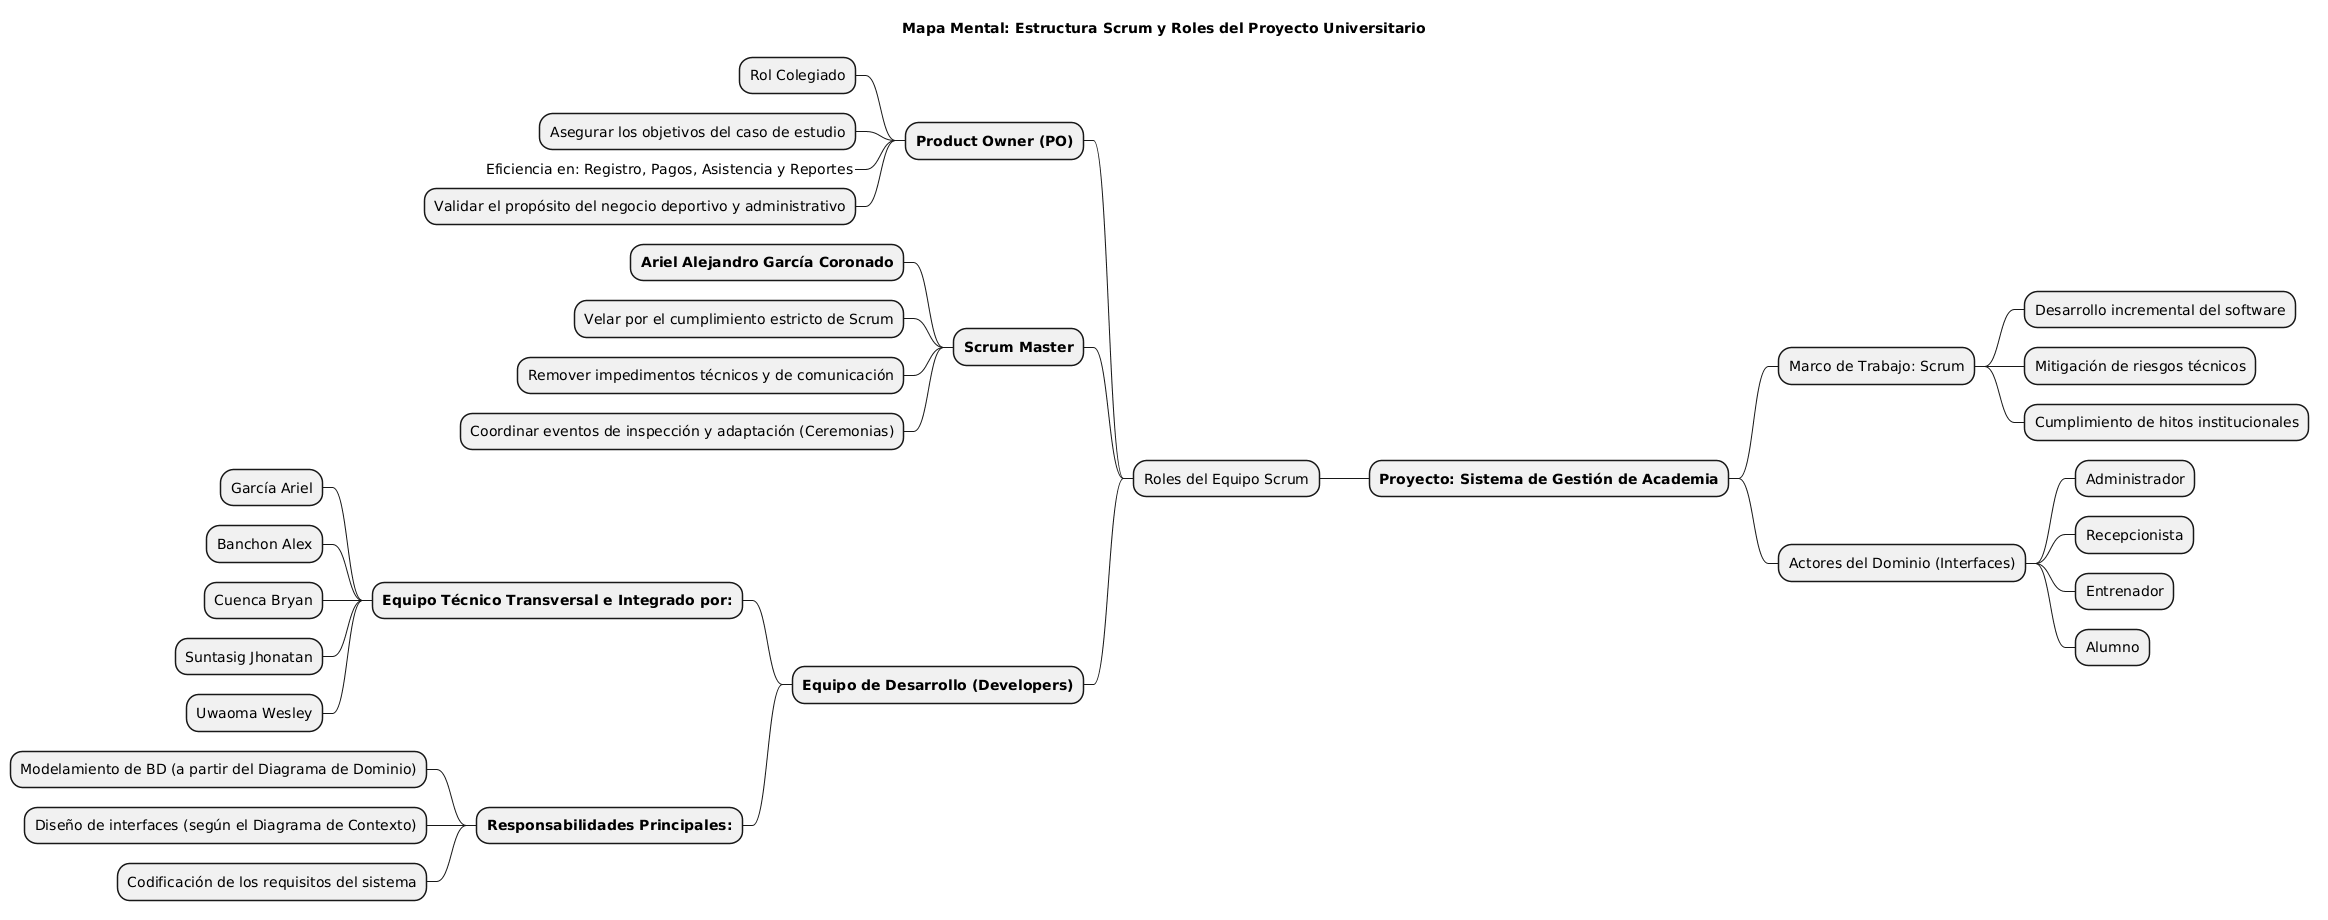 Mapa Mental: Estructura Scrum y Roles del Proyecto Universitario
Rol Colegiado
Asegurar los objetivos del caso de estudio
Eficiencia en: Registro, Pagos, Asistencia y Reportes
Validar el propósito del negocio deportivo y administrativo
Product Owner (PO)
Ariel Alejandro García Coronado
Velar por el cumplimiento estricto de Scrum
Remover impedimentos técnicos y de comunicación
Coordinar eventos de inspección y adaptación (Ceremonias)
Scrum Master
García Ariel
Banchon Alex
Cuenca Bryan
Suntasig Jhonatan
Uwaoma Wesley
Equipo Técnico Transversal e Integrado por:
Modelamiento de BD (a partir del Diagrama de Dominio)
Diseño de interfaces (según el Diagrama de Contexto)
Codificación de los requisitos del sistema
Responsabilidades Principales:
Equipo de Desarrollo (Developers)
Roles del Equipo Scrum
Proyecto: Sistema de Gestión de Academia
Marco de Trabajo: Scrum
Desarrollo incremental del software
Mitigación de riesgos técnicos
Cumplimiento de hitos institucionales
Actores del Dominio (Interfaces)
Administrador
Recepcionista
Entrenador
Alumno